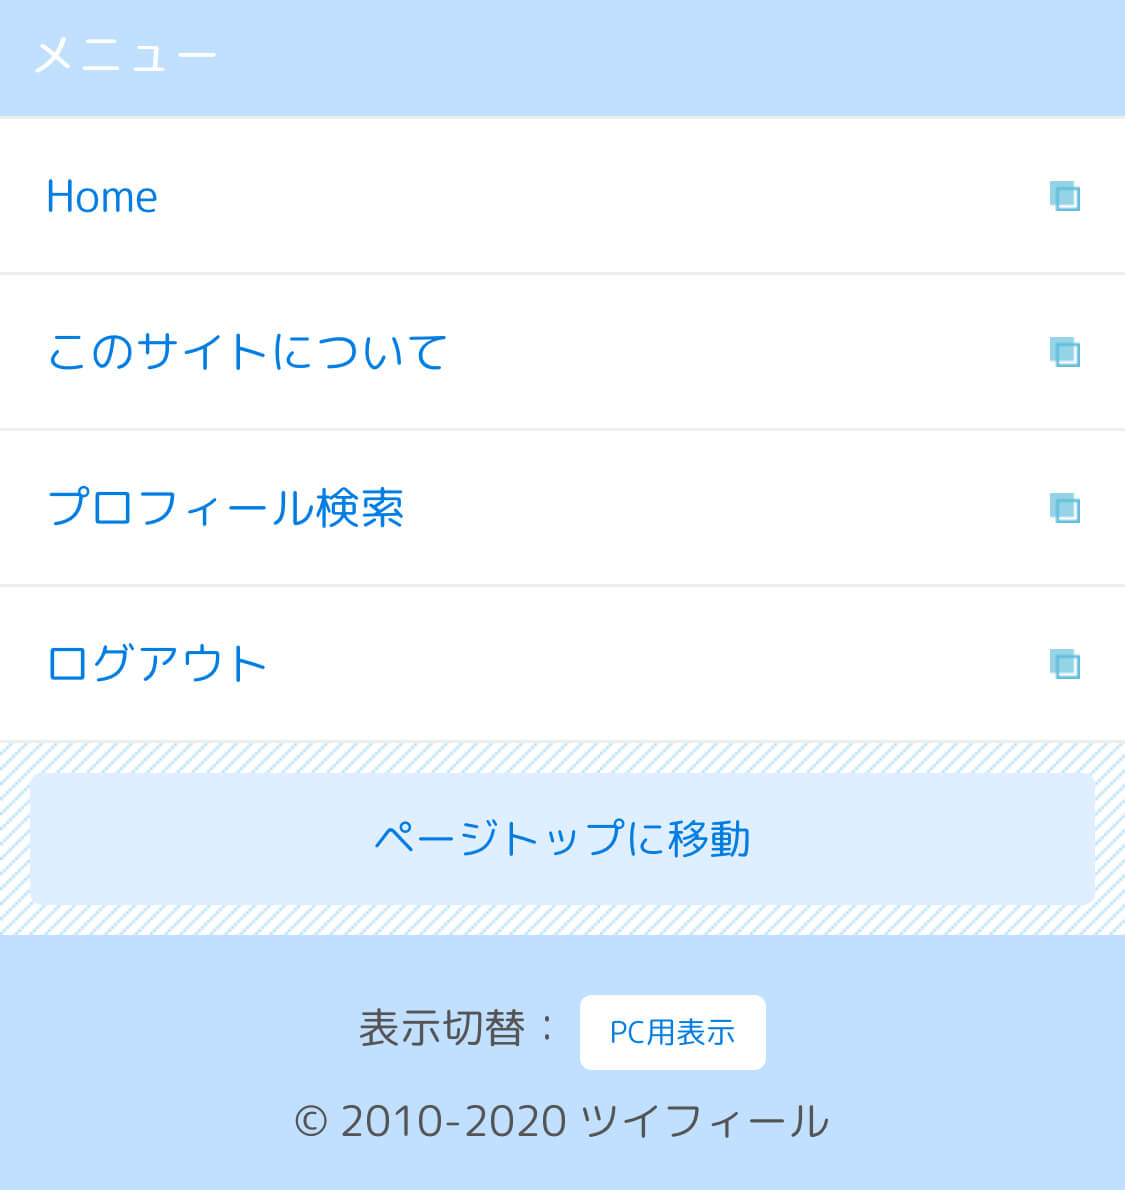 メニュー
Home
このサイトについて
プロフィール検索
ログアウト
ページトップに移動
表示切替： PC用表示
© 2010-2020 ツイフィール